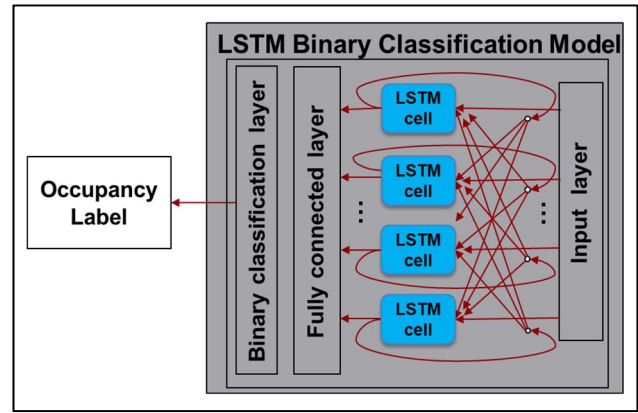 LSTM Binary Classification Model
Occupancy
Label
Binary classification layer
Fully connected layer
LSTM
cell
LSTM
cell
...
...
LSTM
cell
LSTM
cell
Input layer